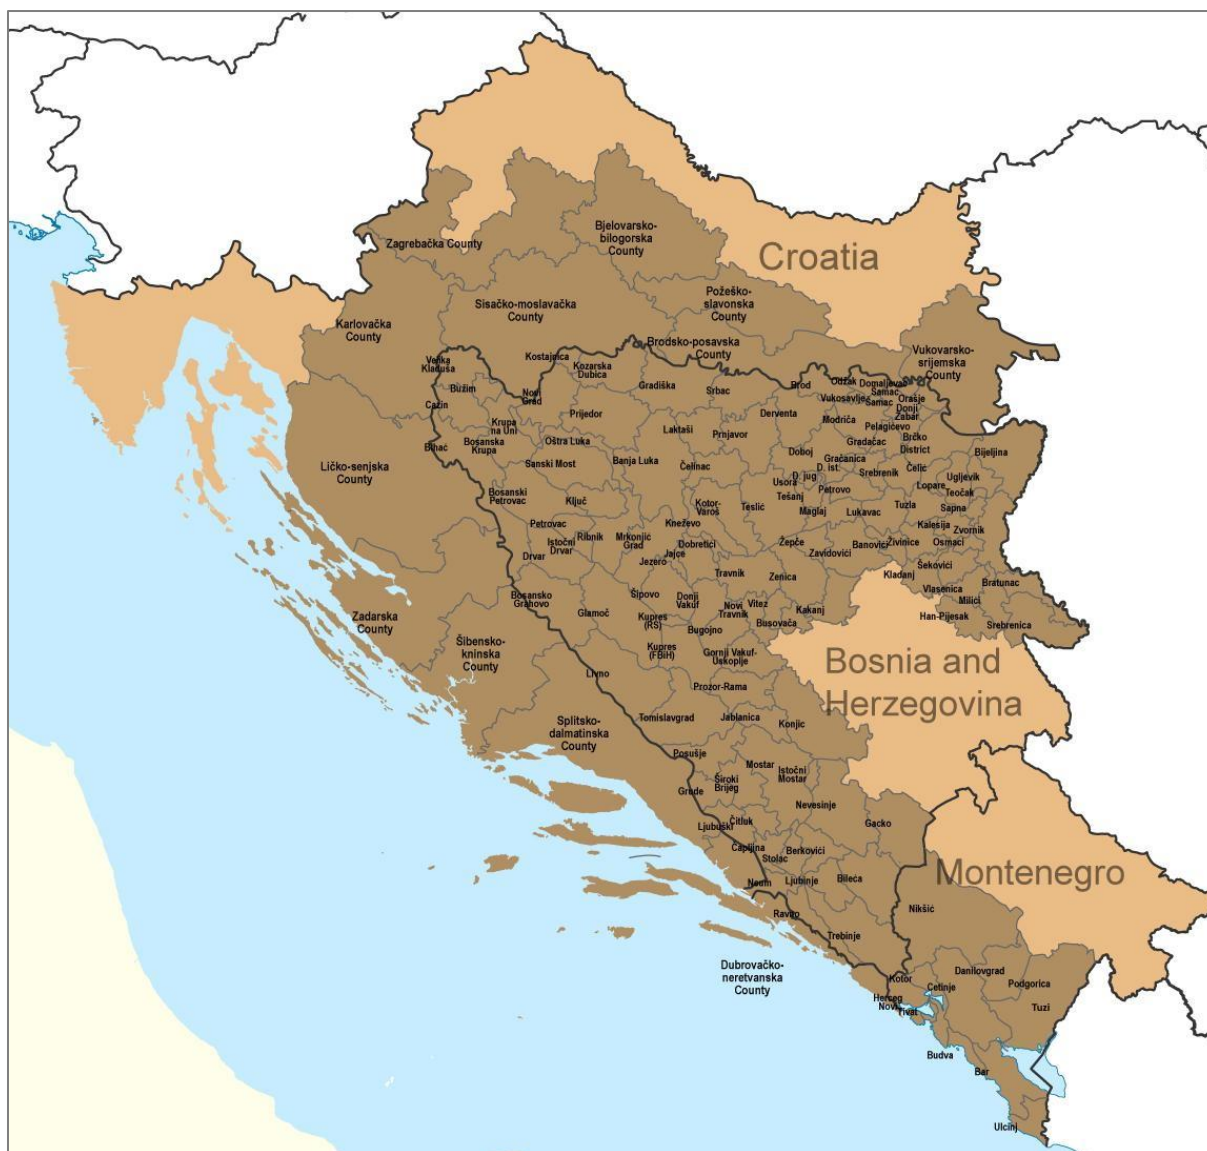 Bjelovarsko-
bilogorska
County
Zagrebačka County
Croatia
Požeško-
slavonska
County
Sisačko-moslavačka
County
Karlovačka
County
Brodsko-posavska
County
Vukovarsko-
srijemska
County
Velika
Kladuša
Kostajnica
Kozarska
Dubica
Bužim
Novi
Grad
Gradiška
Srbac
Brod
Odžak
Domaljevac
Šamac
Vukosavlje
Šamac
Orašje
Donji
Žabar
Cazin
Krupa
na Uni
Prijedor
Derventa
Modriča
Pelagićevo
Laktaši
Prnjavor
Gradačac
Brčko
District
Bihać
Bosanska
Krupa
Oštra Luka
Doboj
Gračanica
Bijeljina
Ličko-senjska
County
Sanski Most
Banja Luka
Čelinac
D. ist.
D. jug
Srebrenik
Čelić
Ugljevik
Usora
Petrovo
Lopare
Teočak
Bosanski
Petrovac
Ključ
Kotor-
Varoš
Teslić
Tešanj
Maglaj
Lukavac
Tuzla
Sapna
Petrovac
Kneževo
Kalesija
Zvornik
Istočni
Drvar
Ribnik
Mrkonjić
Grad
Dobretići
Žepče
Banovići
Živinice
Osmaci
Drvar
Jajce
Zavidovići
Jezero
Šekovići
Travnik
Zenica
Kladanj
Bratunac
Vlasenica
Bosansko
Grahovo
Šipovo
Donji
Vakuf
Milići
Glamoč
Novi
Travnik
Vitez
Kakanj
Han-Pijesak
Zadarska
County
Kupres
(RS)
Busovača
Srebrenica
Bugojno
Šibensko-
kninska
County
Kupres
(FBiH)
Gornji Vakuf-
Uskoplje
Bosnia and
Herzegovina
Livno
Prozor-Rama
Splitsko-
dalmatinska
County
Tomislavgrad
Jablanica
Konjic
Posušje
Mostar
Istočni
Mostar
Široki
Brijeg
Grude
Nevesinje
Ljubuški
Čitluk
Gacko
Čapljina
Stolac
Berkovići
Montenegro
Neum
Ljubinje
Bileća
Nikšić
Ravno
Trebinje
Dubrovačko-
neretvanska
County
Kotor
Danilovgrad
Cetinje
Podgorica
Herceg
Novi
Tivat
Tuzi
Budva
Bar
Ulcinj